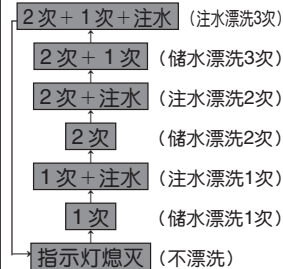 2次+1次+注水 (注水漂洗3次)
2次+1次 (储水漂洗3次)
2次+注水 (注水漂洗2次)
2次 (储水漂洗2次)
1次+注水 (注水漂洗1次)
1次 (储水漂洗1次)
指示灯熄灭 (不漂洗)